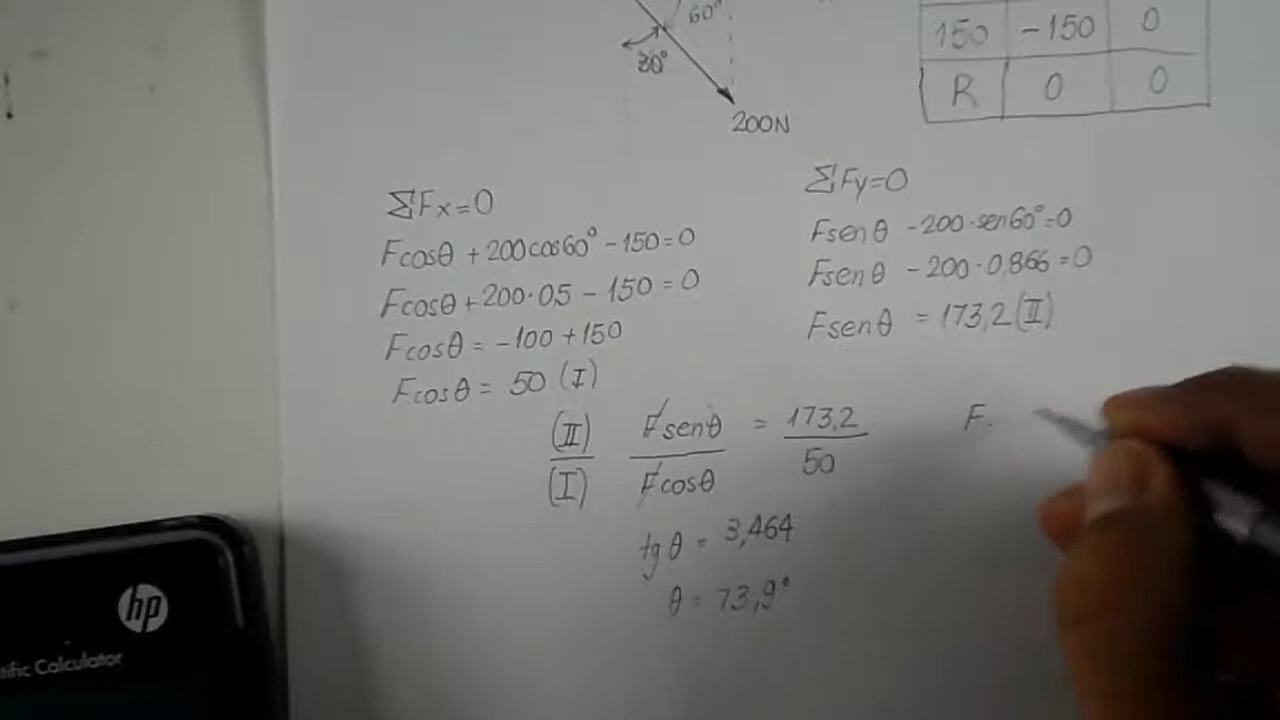 60°
30°
200N
150 -150 0
R 0 0
ΣFx=0
Fcosθ + 200cos60° - 150 = 0
Fcosθ + 200·0,5 - 150 = 0
Fcosθ = -100 + 150
Fcosθ = 50 (I)
ΣFy=0
Fsenθ - 200·sen60° = 0
Fsenθ - 200·0,866 = 0
Fsenθ = 173,2 (II)
(II) Fsenθ = 173,2
(I) Fcosθ 50
tgθ = 3,464
θ = 73,9°
F.
hp
tific Calculator